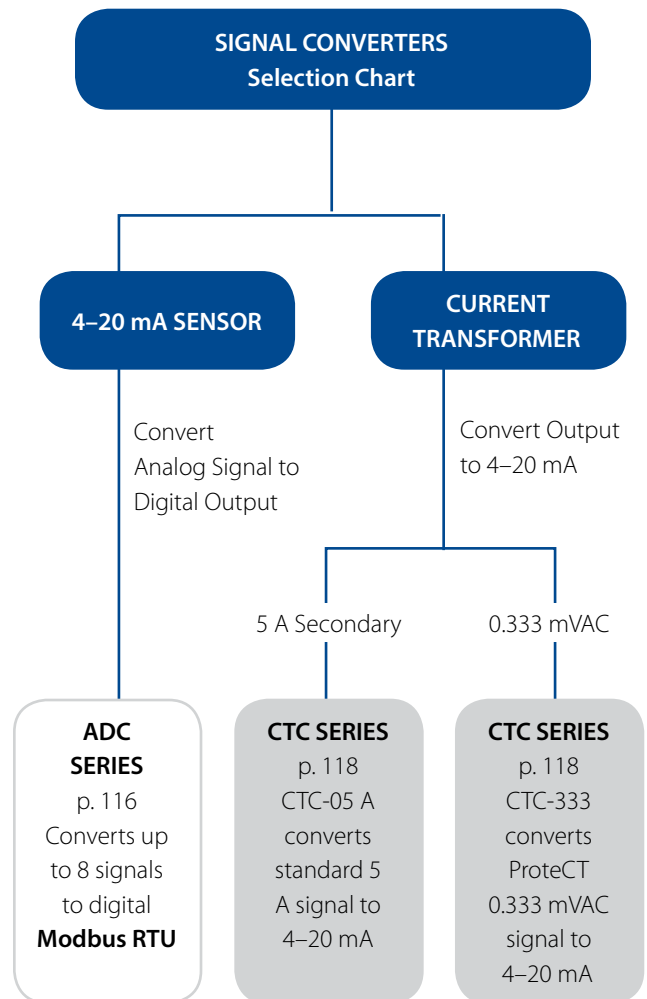 SIGNAL CONVERTERS
Selection Chart
4–20 mA SENSOR
CURRENT
TRANSFORMER
Convert
Analog Signal to
Digital Output
Convert Output
to 4–20 mA
5 A Secondary
0.333 mVAC
ADC
SERIES
p. 116
Converts up
to 8 signals
to digital
Modbus RTU
CTC SERIES
p. 118
CTC-05 A
converts
standard 5
A signal to
4–20 mA
CTC SERIES
p. 118
CTC-333
converts
ProteCT
0.333 mVAC
signal to
4–20 mA